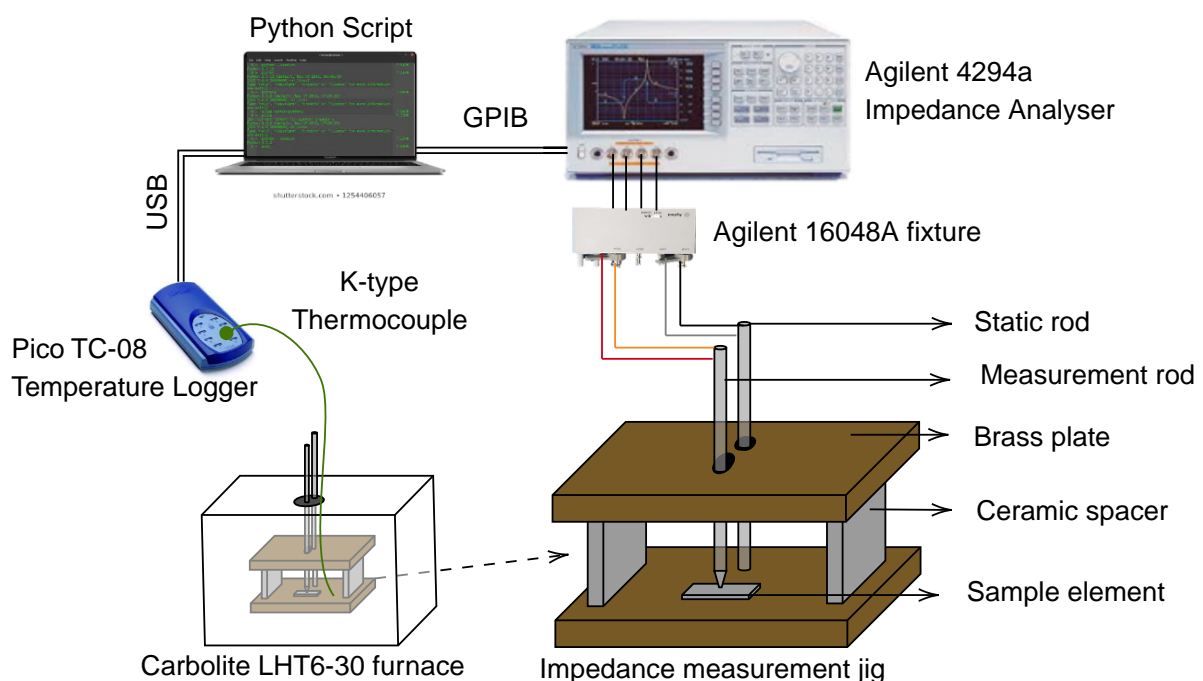 Python Script
Agilent 4294a
Impedance Analyser
GPIB
USB
shutterstock.com • 1254406057
Agilent 16048A fixture
K-type
Thermocouple
Pico TC-08
Temperature Logger
Static rod
Measurement rod
Brass plate
Ceramic spacer
Sample element
Carbolite LHT6-30 furnace
Impedance measurement jig